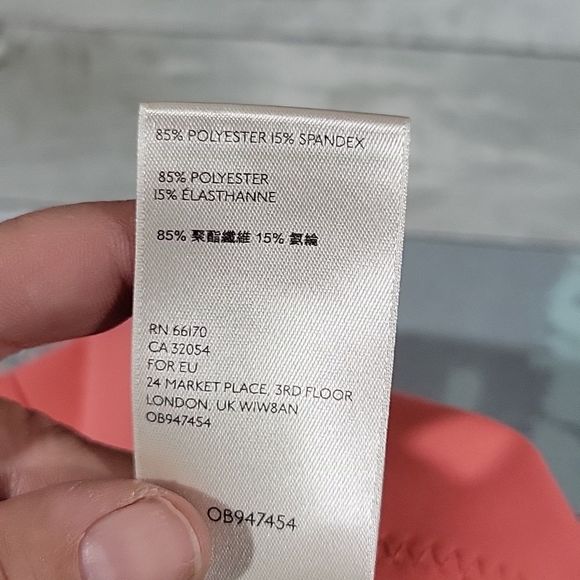 85% POLYESTER 15% SPANDEX
85% POLYESTER
15% ÉLASTHANNE
85% 聚酯纖維 15% 氨綸
RN 66170
CA 32054
FOR EU
24 MARKET PLACE, 3RD FLOOR
LONDON, UK W1W8AN
OB947454
OB947454